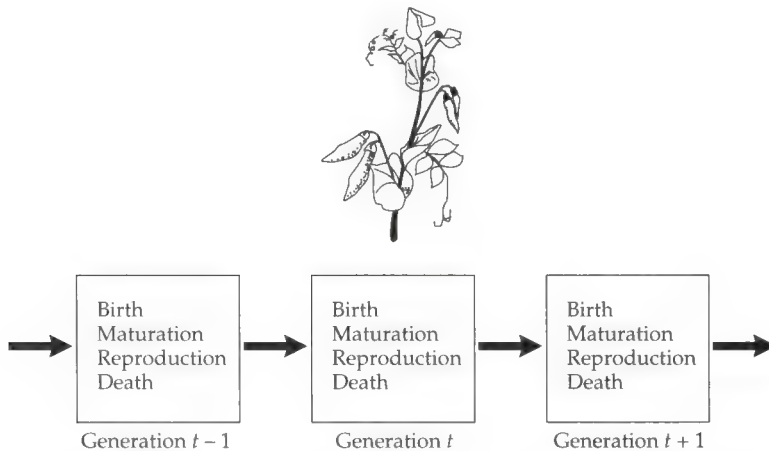 Birth
Maturation
Reproduction
Death
Generation t – 1
Birth
Maturation
Reproduction
Death
Generation t
Birth
Maturation
Reproduction
Death
Generation t + 1